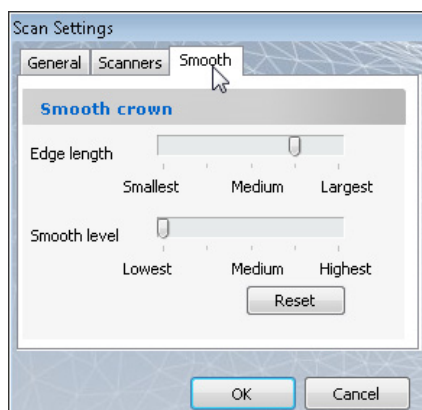 Scan Settings
General Scanners Smooth
Smooth crown
Edge length
Smallest Medium Largest
Smooth level
Lowest Medium Highest
Reset
OK Cancel